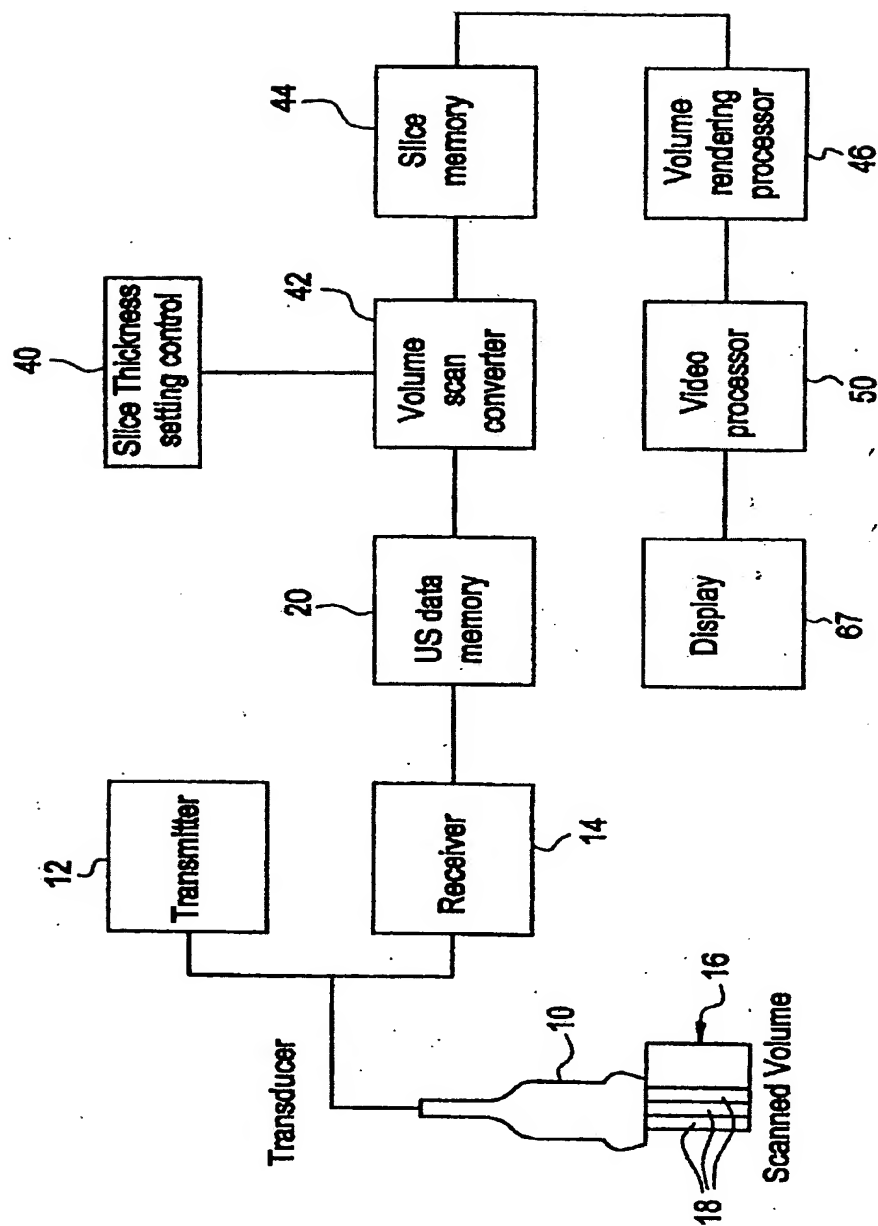 Transducer
10
16
18
Scanned Volume
12
Transmitter
Receiver
14
20
US data
memory
40
Slice Thickness
setting control
42
Volume
scan
converter
44
Slice
memory
Volume
rendering
processor
46
Video
processor
50
Display
67